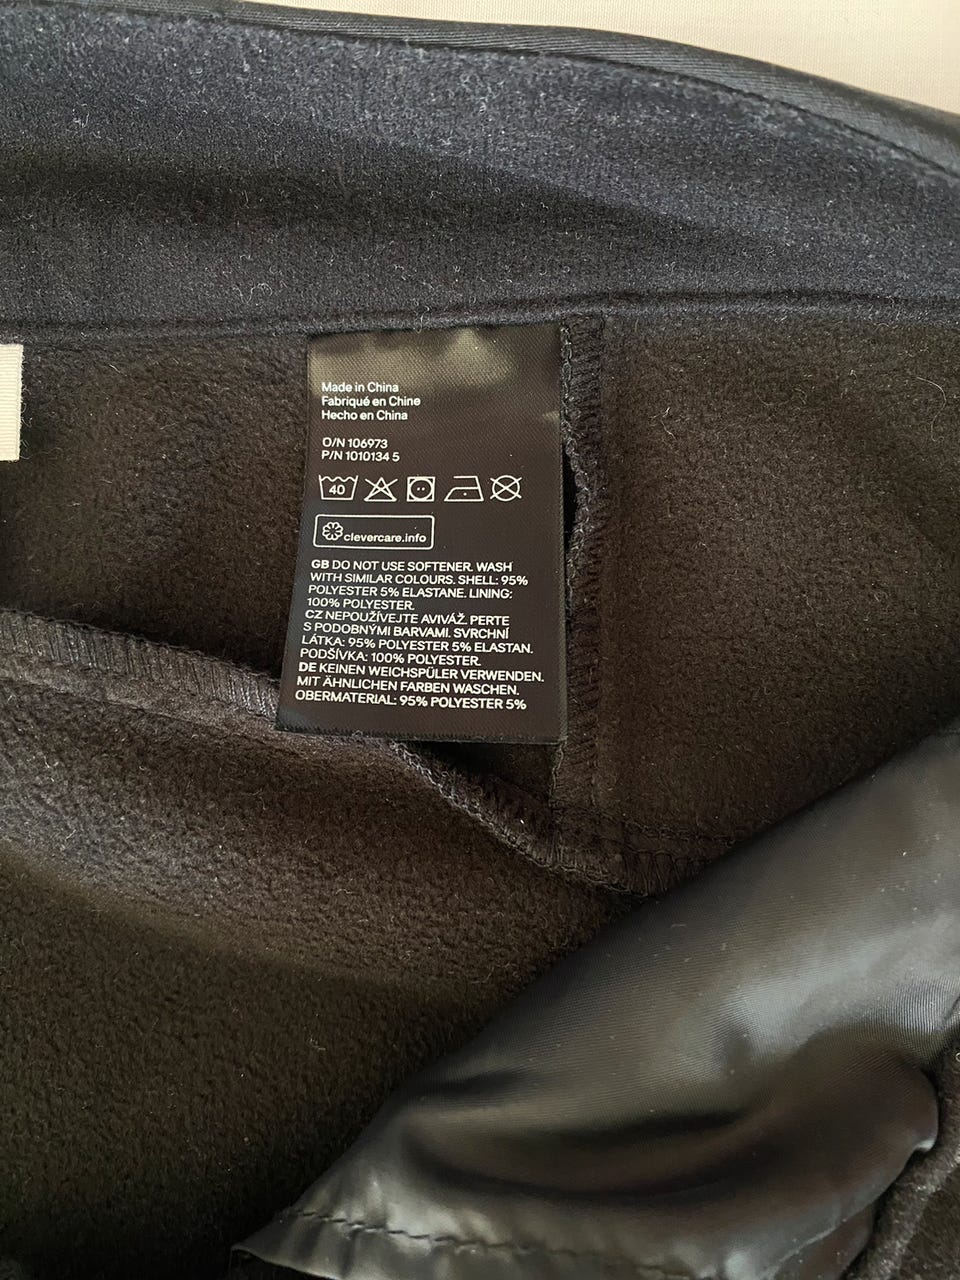 Made in China
Fabriqué en Chine
Hecho en China
O/N 106973
P/N 1010134 5
40
clevercare.info
GB DO NOT USE SOFTENER. WASH
WITH SIMILAR COLOURS. SHELL: 95%
POLYESTER 5% ELASTANE. LINING:
100% POLYESTER.
CZ NEPOUŽÍVEJTE AVIVÁŽ. PERTE
S PODOBNÝMI BARVAMI. SVRCHNÍ
LÁTKA: 95% POLYESTER 5% ELASTAN.
PODŠÍVKA: 100% POLYESTER.
DE KEINEN WEICHSPÜLER VERWENDEN.
MIT ÄHNLICHEN FARBEN WASCHEN.
OBERMATERIAL: 95% POLYESTER 5%